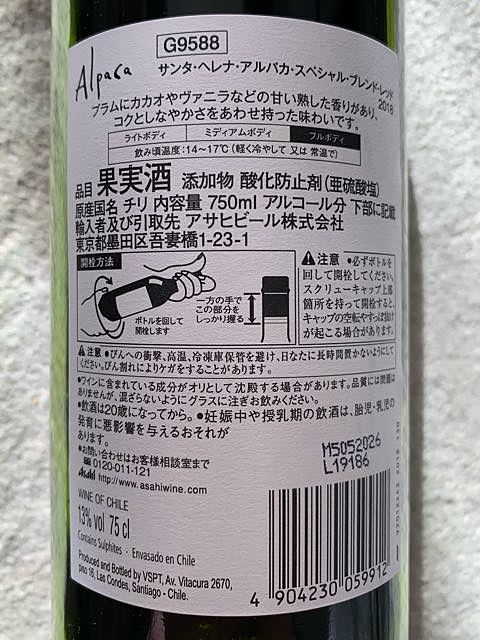 Alpaca
G9588
サンタ・ヘレナ・アルパカ・スペシャル・ブレンド・レッド
2018
プラムにカカオやヴァニラなどの甘い熟した香りがあり、
コクとしなやかさをあわせ持った味わいです。
ライトボディ ミディアムボディ フルボディ
飲み頃温度:14~17℃(軽く冷やして 又は 常温で)
品目 果実酒 添加物 酸化防止剤(亜硫酸塩)
原産国名 チリ 内容量 750ml アルコール分 下部に記載
輸入者及び引取先 アサヒビール株式会社
東京都墨田区吾妻橋1-23-1
開栓方法
ボトルを回して
開栓します
一方の手で
この部分を
しっかり握る
注意 ●必ずボトルを
回して開栓してください。
スクリューキャップ上部
箇所を持って開栓すると、
キャップの空転やすっぽ抜け
が起こる場合があります。
注意 ●びんへの衝撃、高温、冷凍庫保管を避け、日なたに長時間置かないようにして
ください。びん割れによりケガをすることがあります。
●ワインに含まれている成分がオリとして沈殿する場合があります。品質には問題は
ありませんが、混ざらないようにグラスに注ぎお飲みください。
●飲酒は20歳になってから。●妊娠中や授乳期の飲酒は、胎児・乳児の
発育に悪影響を与えるおそれが
あります。
●お問い合わせはお客様相談室まで
0120-011-121
Asahi http://www.asahiwine.com
M5052026
L19186
WINE OF CHILE
13% vol 75 cl
Contains Sulphites · Envasado en Chile
Produced and Bottled by VSPT, Av. Vitacura 2670,
piso 16, Las Condes, Santiago - Chile.
4 904230 059912